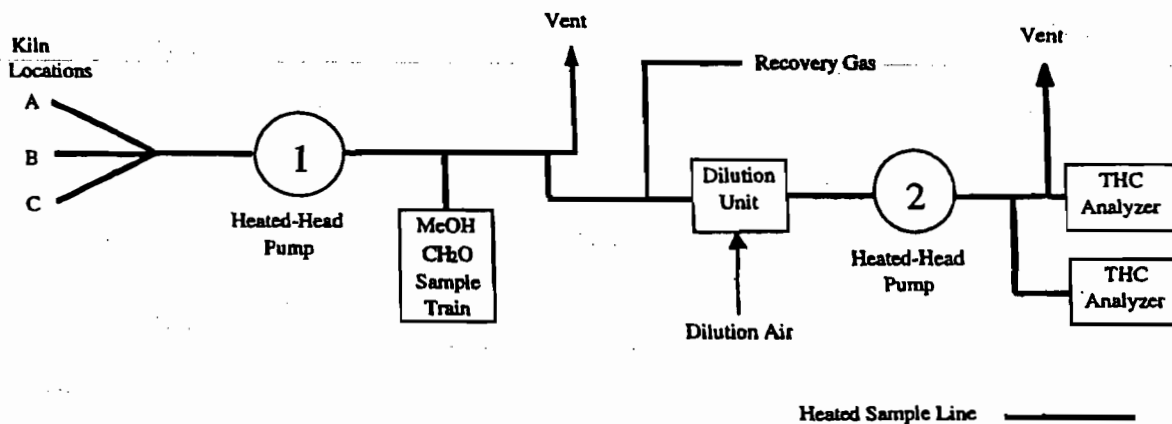 Kiln
Locations
A
B
C
1
Heated-Head
Pump
MeOH
CH2O
Sample
Train
Vent
Recovery Gas
Dilution
Unit
Dilution Air
2
Heated-Head
Pump
Vent
THC
Analyzer
THC
Analyzer
Heated Sample Line